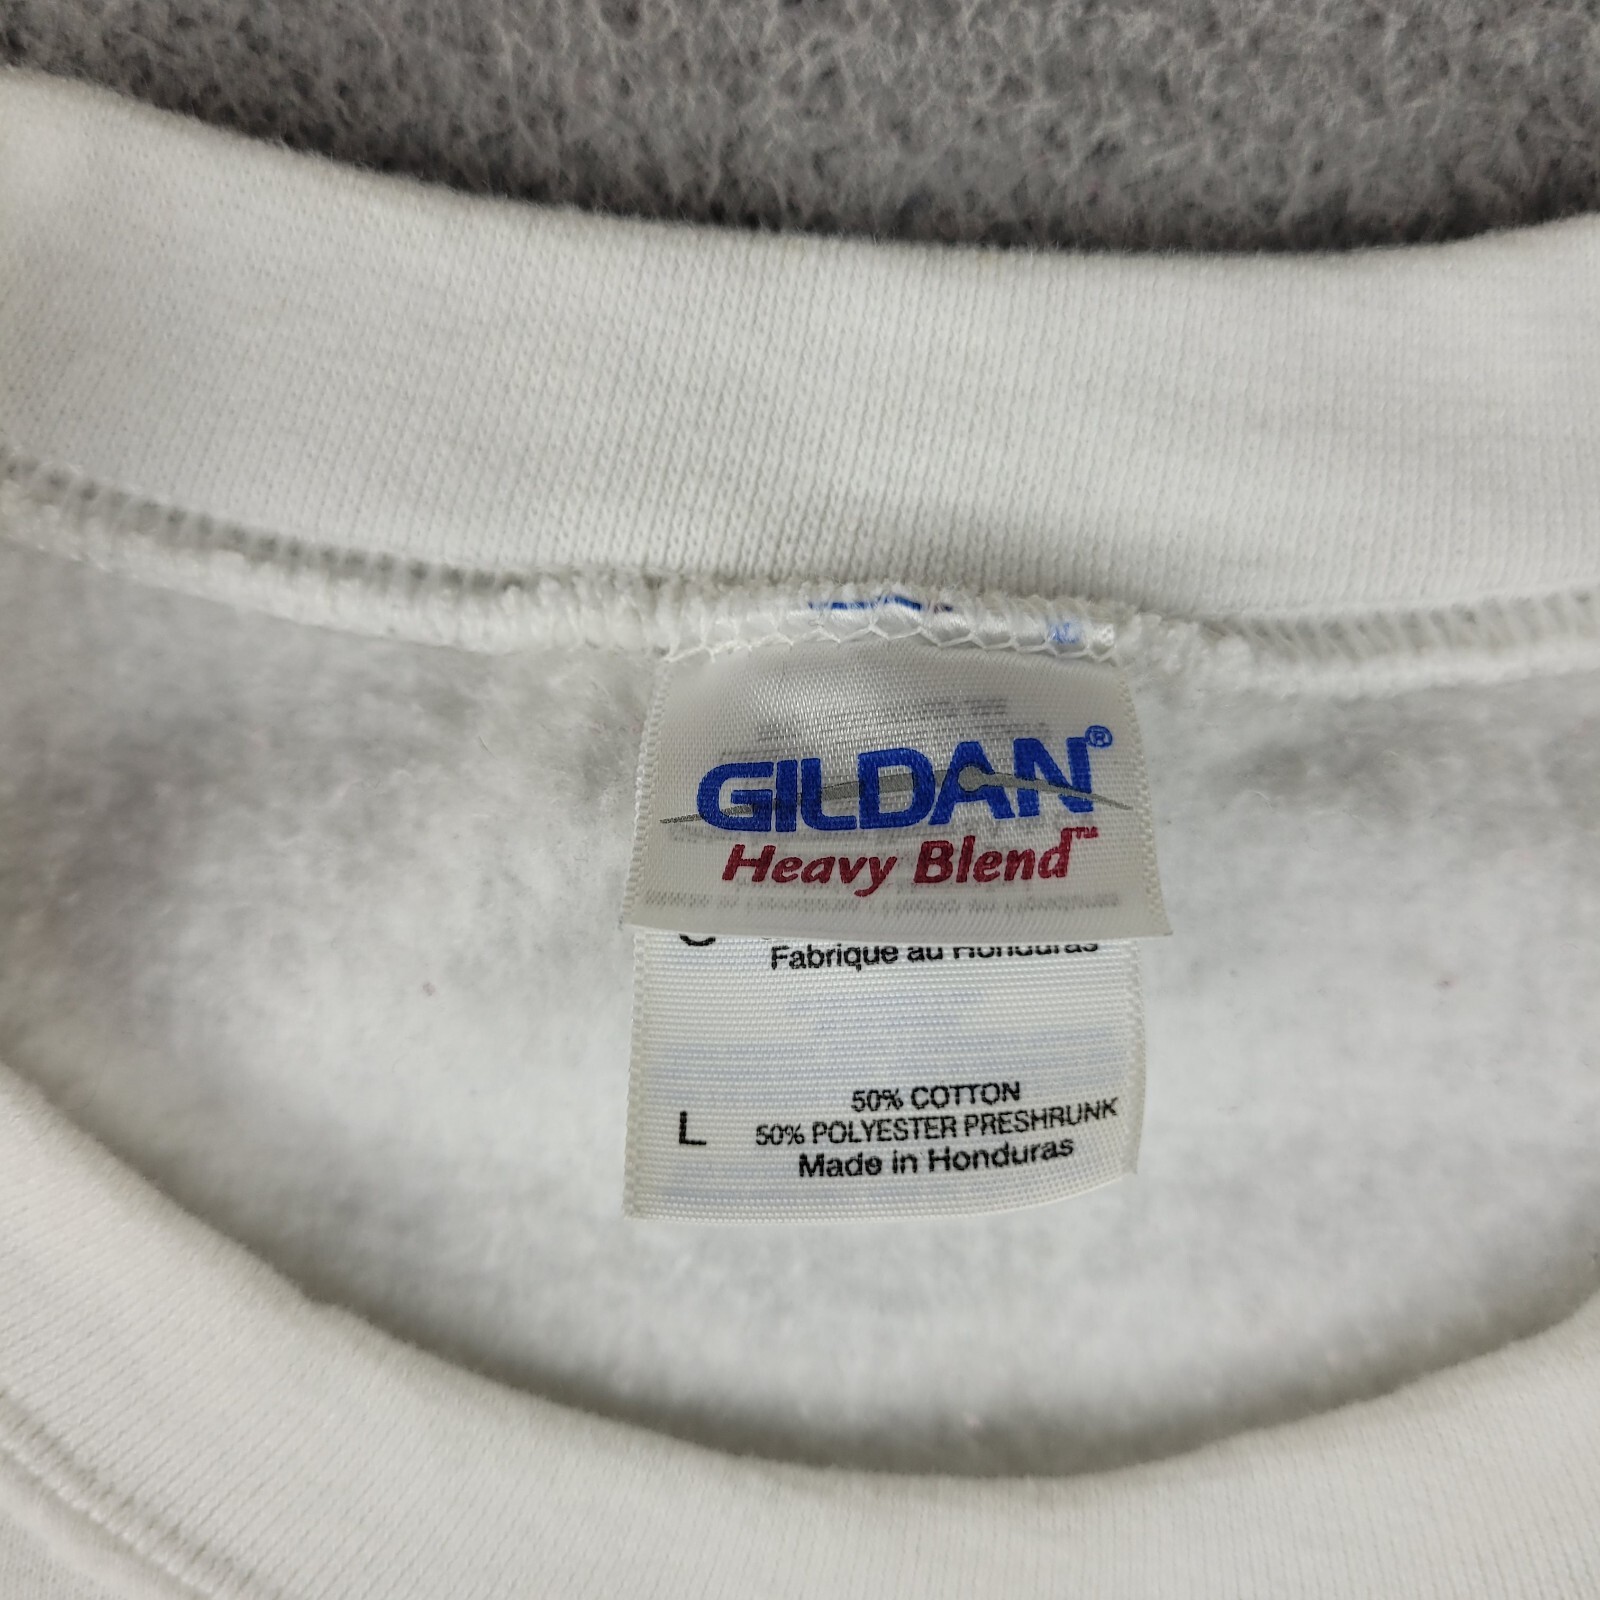 GILDAN®
Heavy Blend™
Fabrique au Honduras
50% COTTON
L 50% POLYESTER PRESHRUNK
Made in Honduras